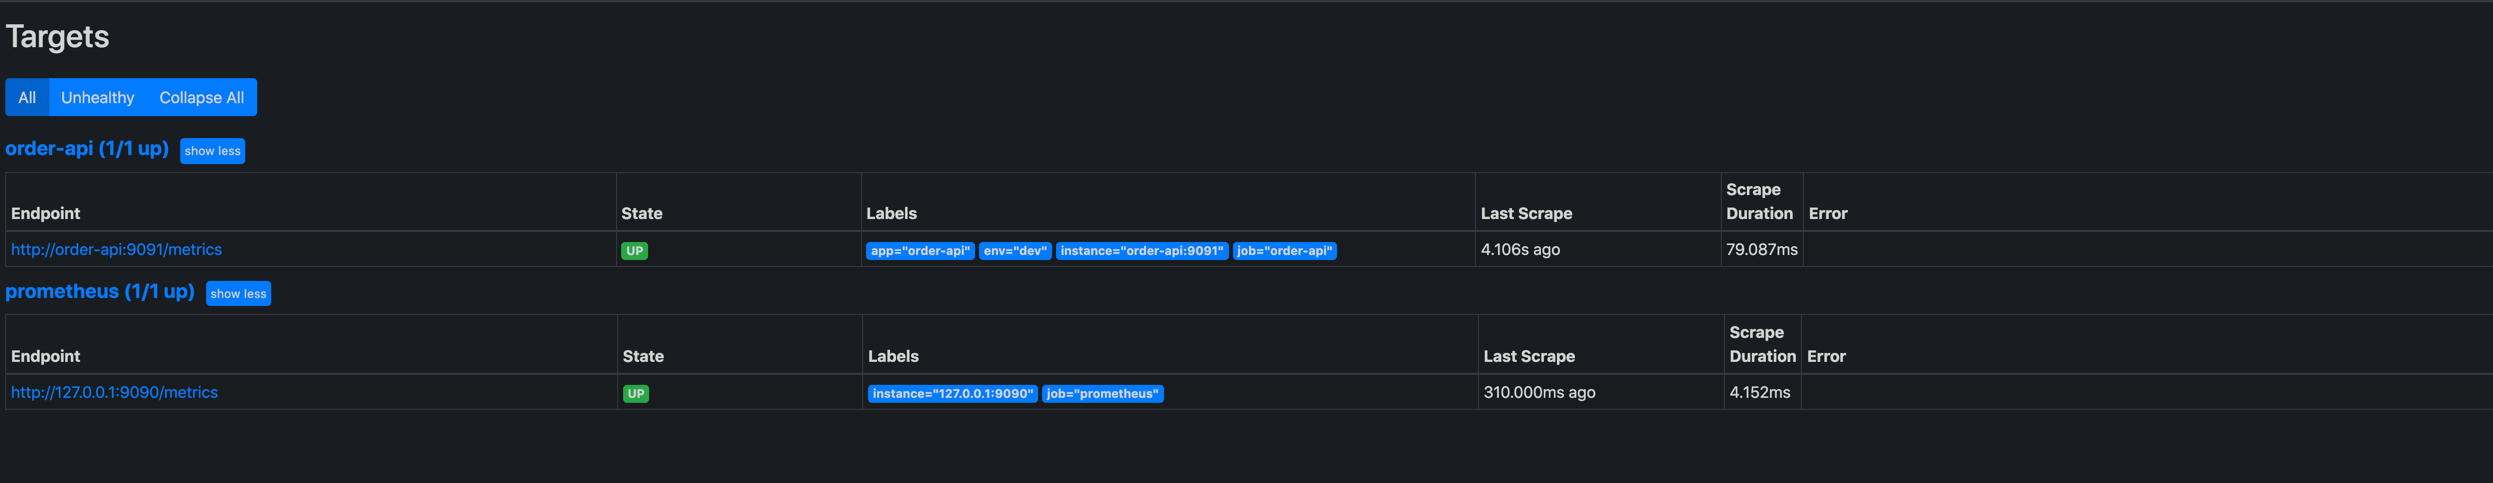 Targets
All Unhealthy Collapse All
order-api (1/1 up) show less
Endpoint State Labels Last Scrape Scrape Duration Error
http://order-api:9091/metrics UP app="order-api" env="dev" instance="order-api:9091" job="order-api" 4.106s ago 79.087ms
prometheus (1/1 up) show less
Endpoint State Labels Last Scrape Scrape Duration Error
http://127.0.0.1:9090/metrics UP instance="127.0.0.1:9090" job="prometheus" 310.000ms ago 4.152ms